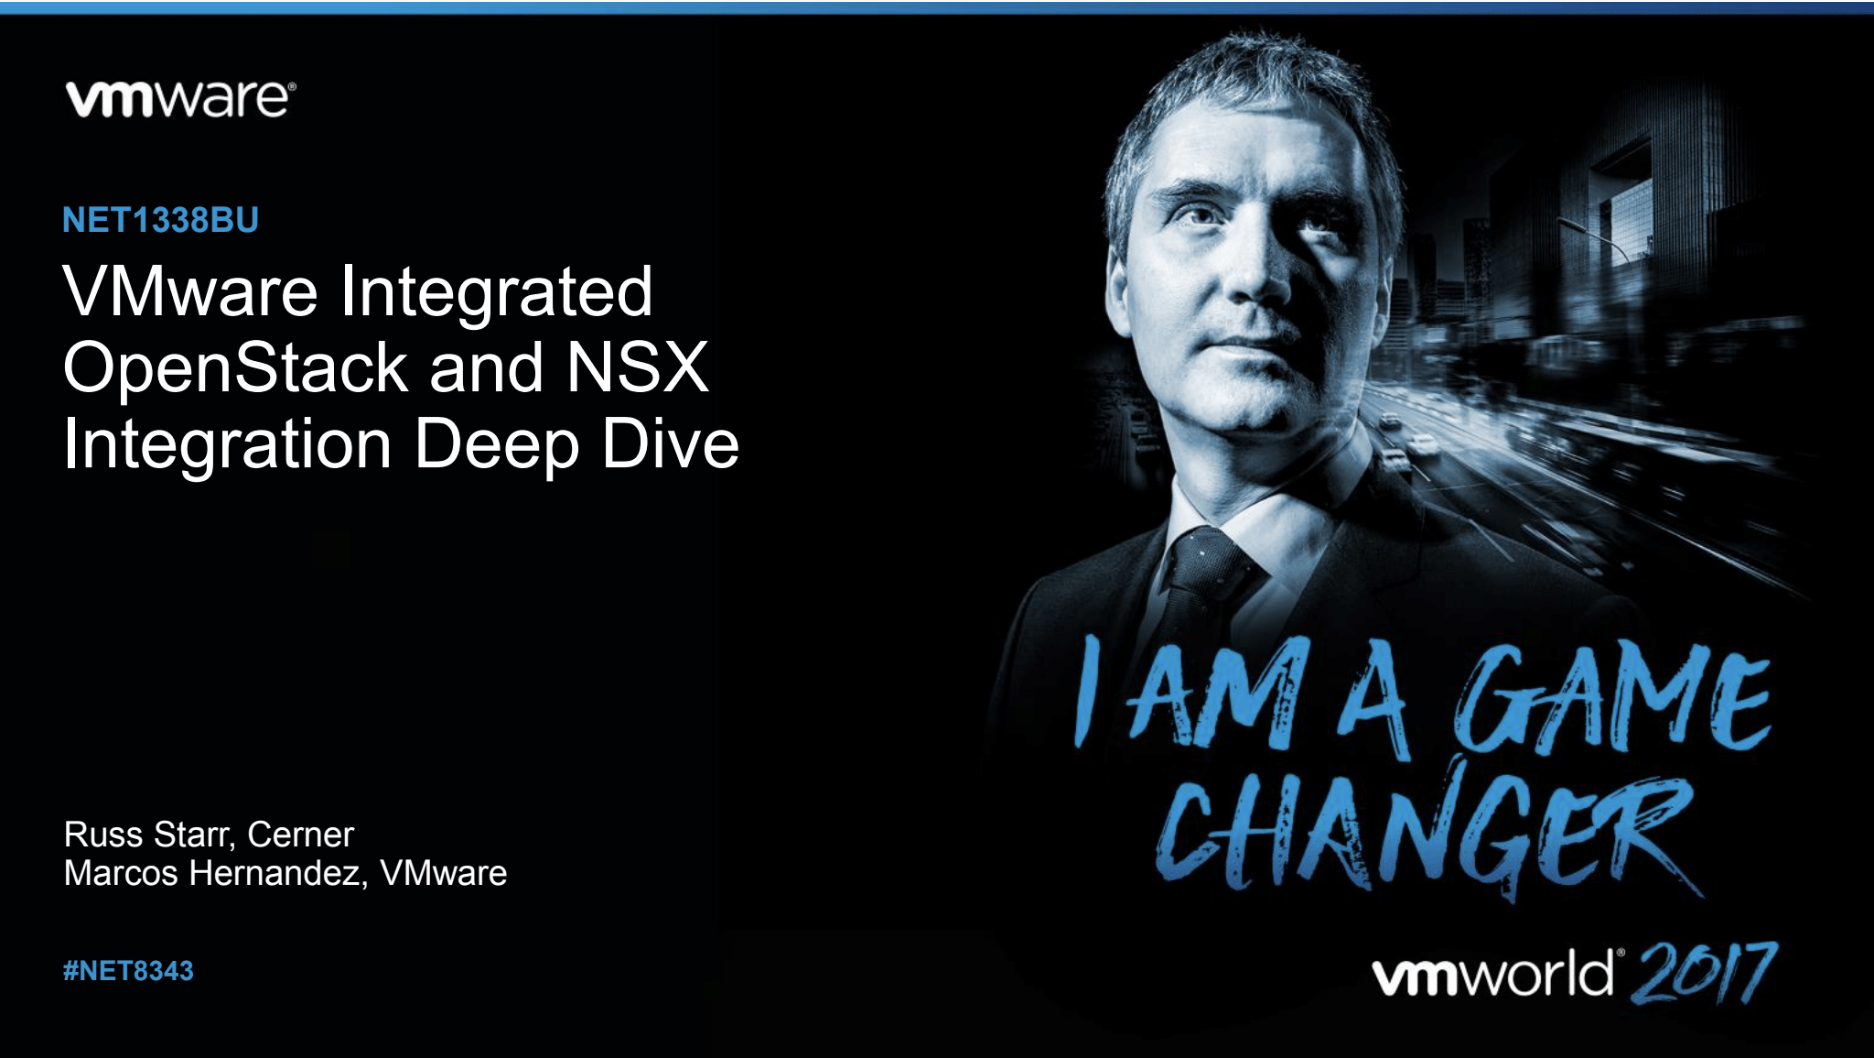 vmware®
NET1338BU
VMware Integrated
OpenStack and NSX
Integration Deep Dive
Russ Starr, Cerner
Marcos Hernandez, VMware
#NET8343
I AM A GAME
CHANGER
vmworld® 2017